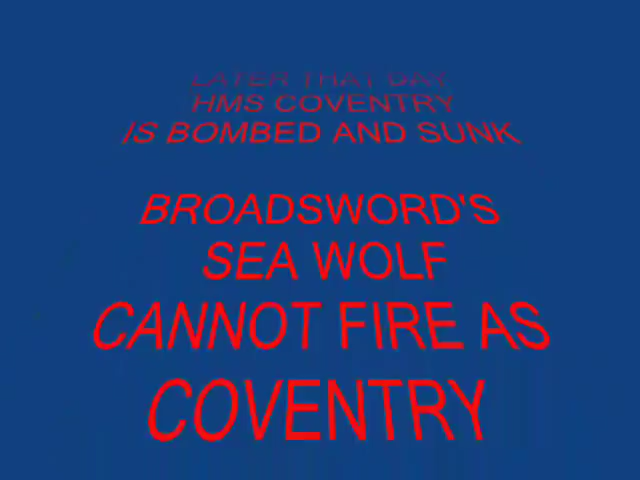 LATER THAT DAY
HMS COVENTRY
IS BOMBED AND SUNK
BROADSWORD'S
SEA WOLF
CANNOT FIRE AS
COVENTRY